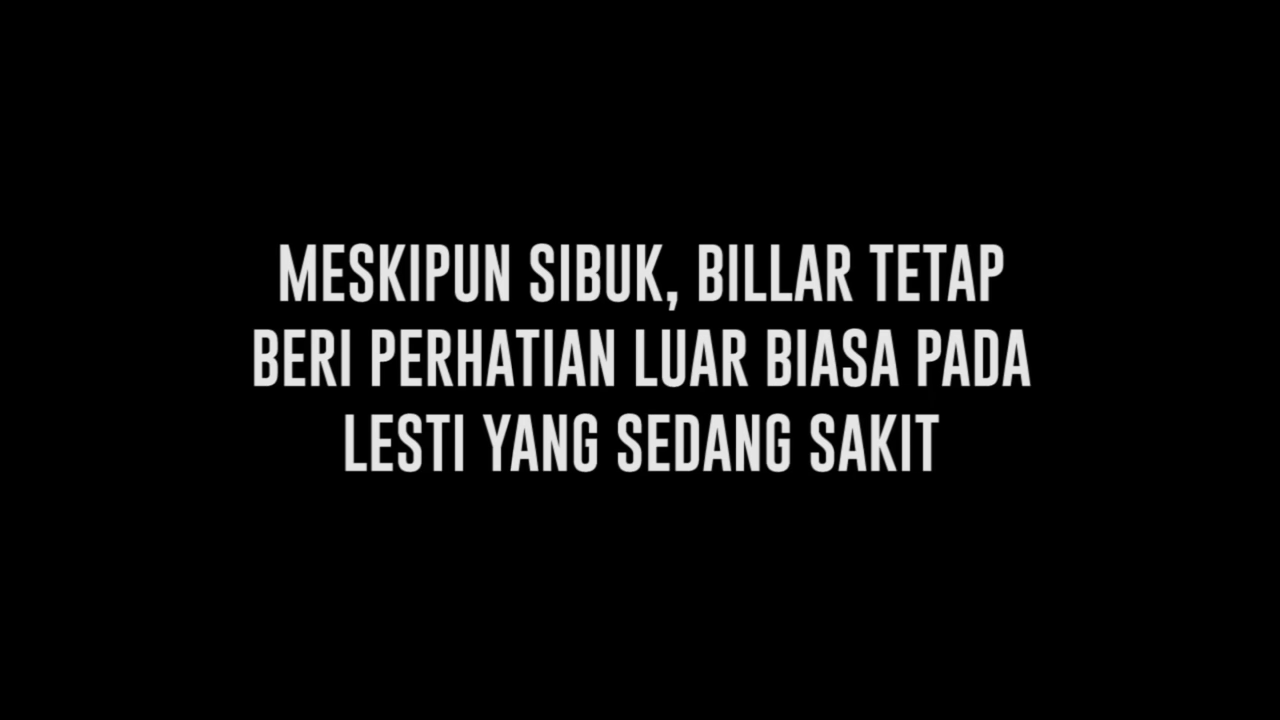 MESKIPUN SIBUK, BILLAR TETAP
BERI PERHATIAN LUAR BIASA PADA
LESTI YANG SEDANG SAKIT